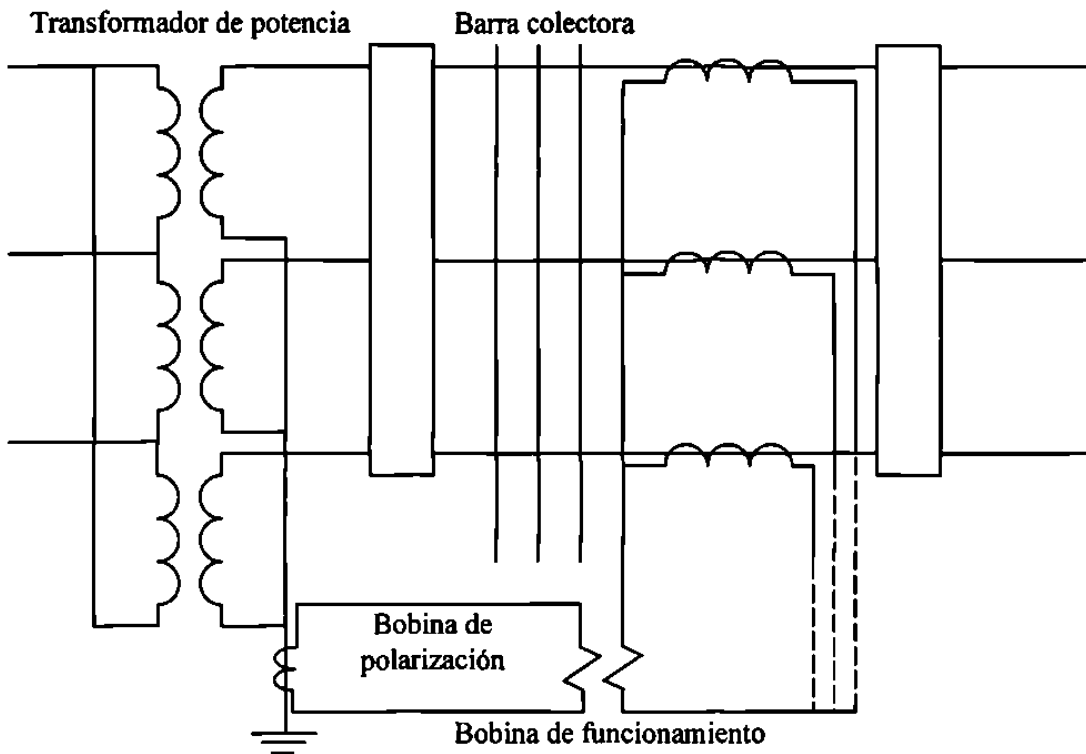 Transformador de potencia
Barra colectora
Bobina de
polarización
Bobina de funcionamiento